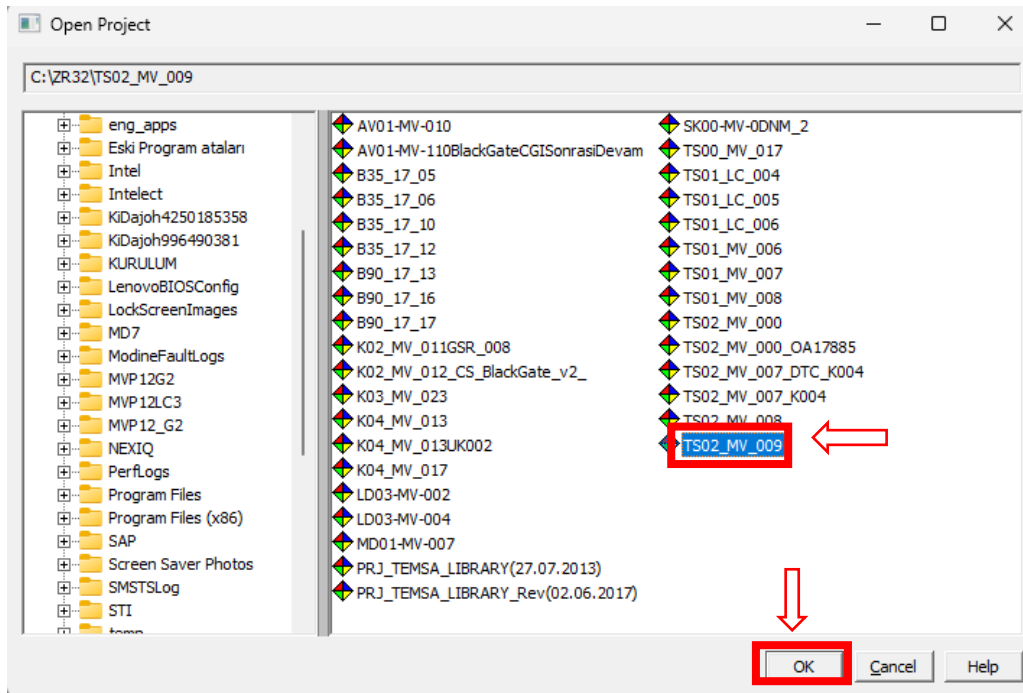 Open Project
C:\ZR32\TS02_MV_009
eng_apps
Eski Program ataları
Intel
Intelect
KiDajoh4250185358
KiDajoh996490381
KURULUM
LenovoBIOSConfig
LockScreenImages
MD7
ModineFaultLogs
MVP12G2
MVP12LC3
MVP12_G2
NEXIQ
PerfLogs
Program Files
Program Files (x86)
SAP
Screen Saver Photos
SMSTSLog
STI
temp
AV01-MV-010
AV01-MV-110BlackGateCGISonrasiDevam
B35_17_05
B35_17_06
B35_17_10
B35_17_12
B90_17_13
B90_17_16
B90_17_17
K02_MV_011GSR_008
K02_MV_012_CS_BlackGate_v2_
K03_MV_023
K04_MV_013
K04_MV_013UK002
K04_MV_017
LD03-MV-002
LD03-MV-004
MD01-MV-007
PRJ_TEMSA_LIBRARY(27.07.2013)
PRJ_TEMSA_LIBRARY_Rev(02.06.2017)
SK00-MV-0DNM_2
TS00_MV_017
TS01_LC_004
TS01_LC_005
TS01_LC_006
TS01_MV_006
TS01_MV_007
TS01_MV_008
TS02_MV_000
TS02_MV_000_OA17885
TS02_MV_007_DTC_K004
TS02_MV_007_K004
TS02_MV_008
TS02_MV_009
OK
Cancel
Help